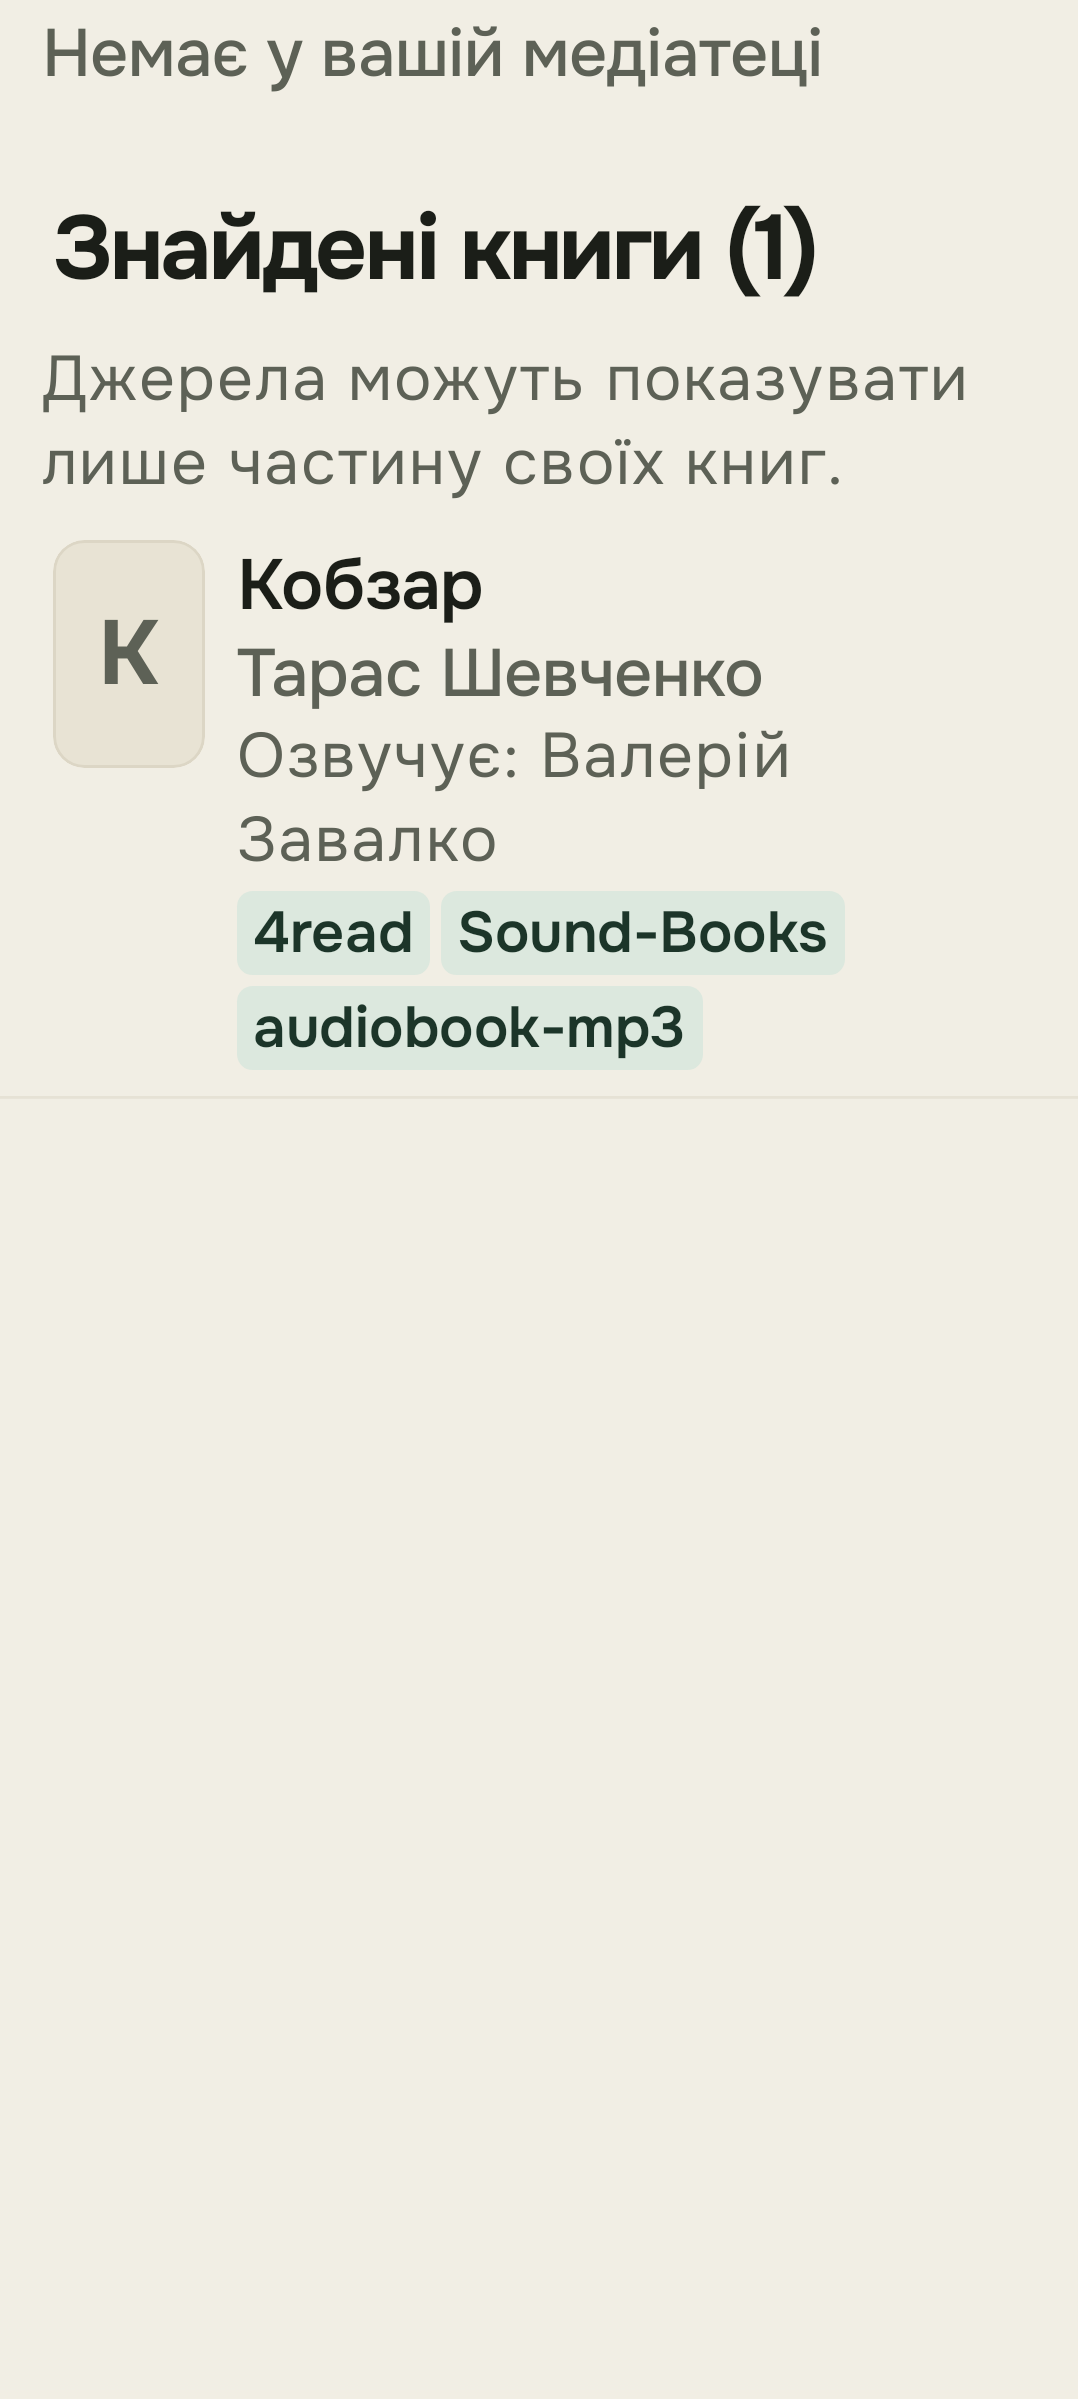 Немає у вашій медіатеці
Знайдені книги (1)
Джерела можуть показувати
лише частину своїх книг.
К
Кобзар
Тарас Шевченко
Озвучує: Валерій
Завалко
4read Sound-Books
audiobook-mp3